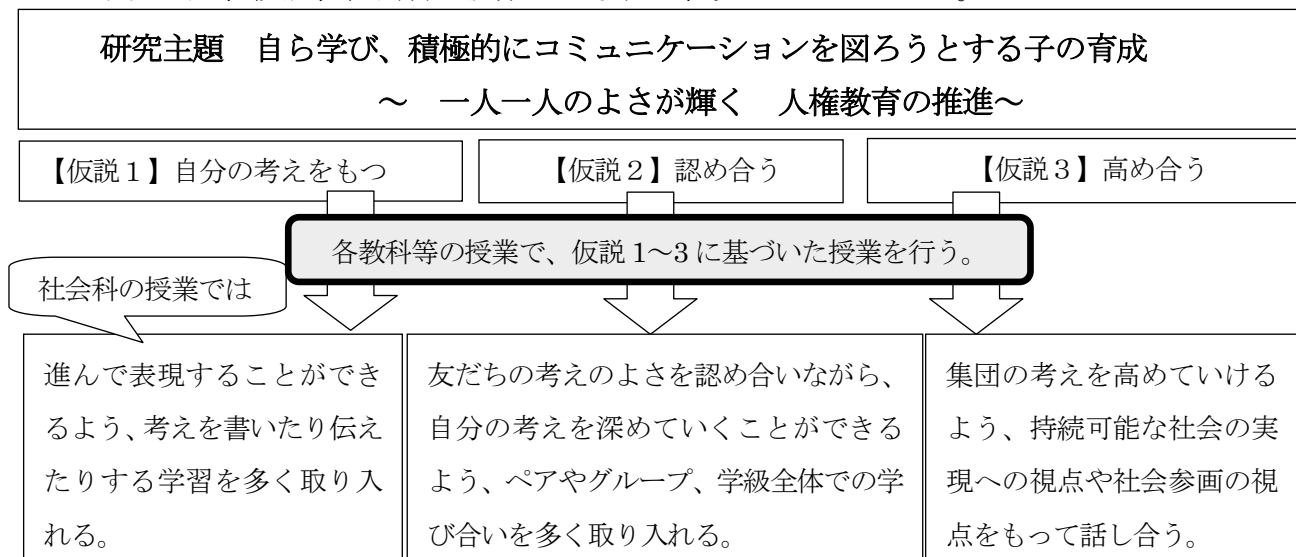 研究主題　自ら学び、積極的にコミュニケーションを図ろうとする子の育成
～　一人一人のよさが輝く　人権教育の推進～
【仮説１】自分の考えをもつ
【仮説２】認め合う
【仮説３】高め合う
各教科等の授業で、仮説1～3に基づいた授業を行う。
社会科の授業では
進んで表現することができ
るよう、考えを書いたり伝え
たりする学習を多く取り入
れる。
友だちの考えのよさを認め合いながら、
自分の考えを深めていくことができる
よう、ペアやグループ、学級全体での学
び合いを多く取り入れる。
集団の考えを高めていける
よう、持続可能な社会の実
現への視点や社会参画の視
点をもって話し合う。